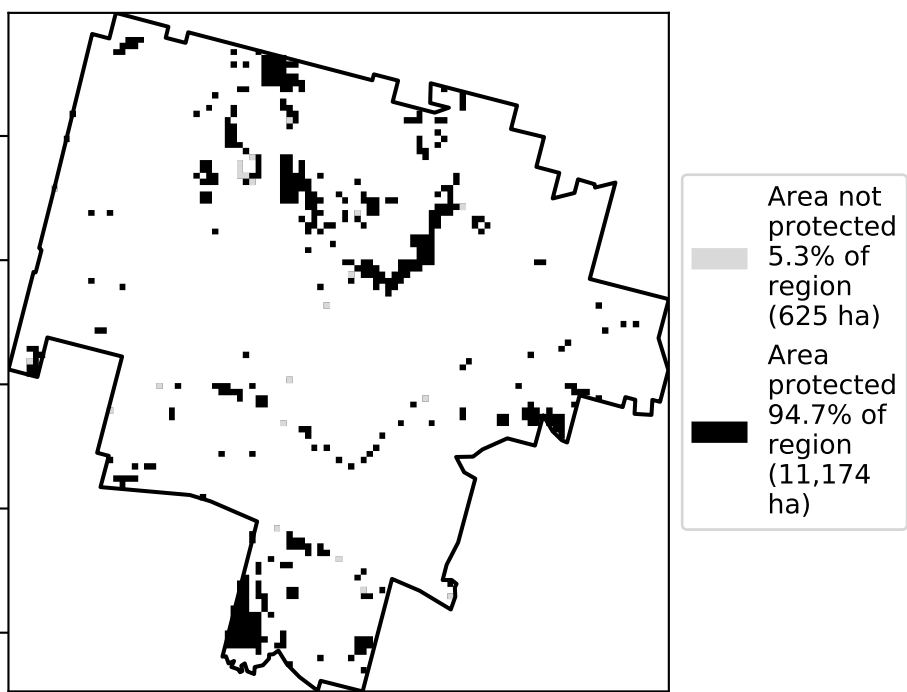 Area not
protected
5.3% of
region
(625 ha)
Area
protected
94.7% of
region
(11,174
ha)